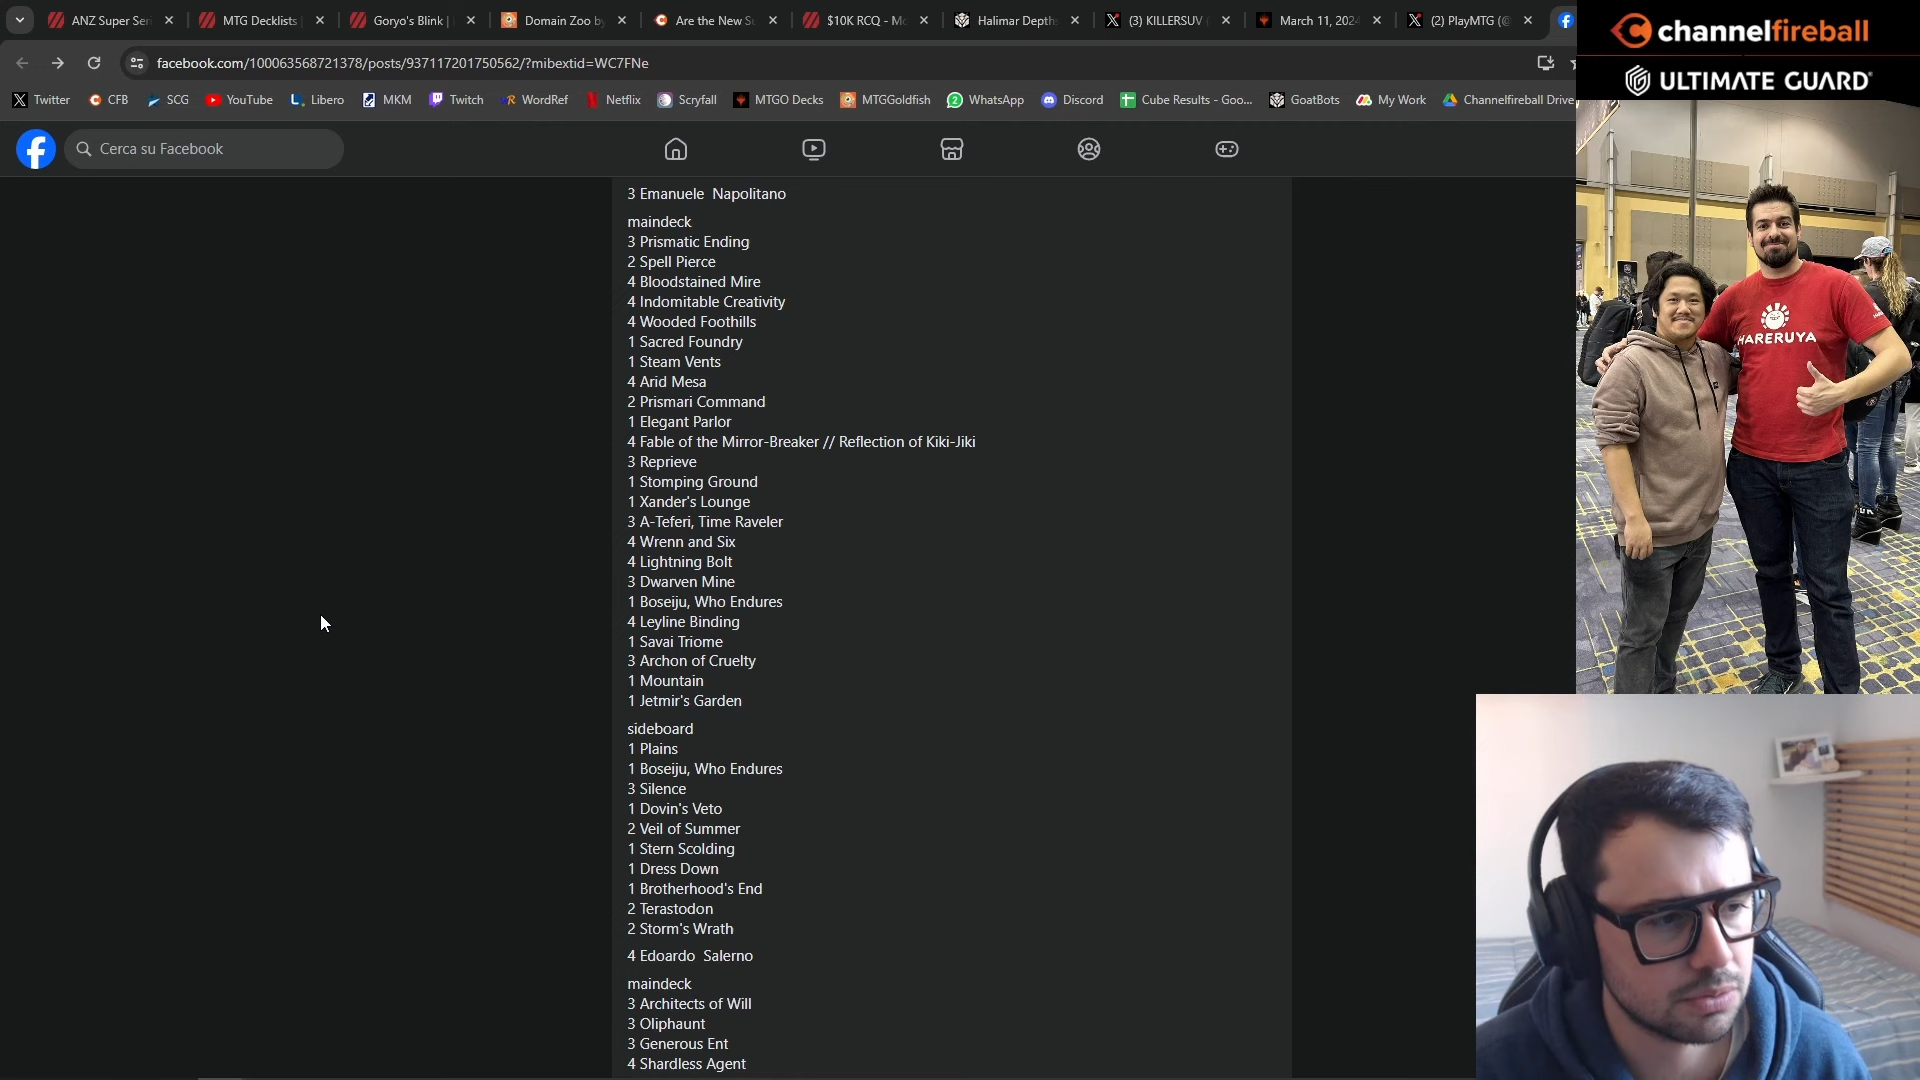 ANZ Super Ser
MTG Decklists
Goryo's Blink |
Domain Zoo by
Are the New Su
$10K RCQ - Mo
Halimar Depths
(3) KILLERSUV
March 11, 2024
(2) PlayMTG (@
facebook.com/100063568721378/posts/937117201750562/?mibextid=WC7FNe
Twitter
CFB
SCG
YouTube
Libero
MKM
Twitch
WordRef
Netflix
Scryfall
MTGO Decks
MTGGoldfish
WhatsApp
Discord
Cube Results - Goo...
GoatBots
My Work
Channelfireball Drive
Cerca su Facebook
3 Emanuele Napolitano
maindeck
3 Prismatic Ending
2 Spell Pierce
4 Bloodstained Mire
4 Indomitable Creativity
4 Wooded Foothills
1 Sacred Foundry
1 Steam Vents
4 Arid Mesa
2 Prismari Command
1 Elegant Parlor
4 Fable of the Mirror-Breaker // Reflection of Kiki-Jiki
3 Reprieve
1 Stomping Ground
1 Xander's Lounge
3 A-Teferi, Time Raveler
4 Wrenn and Six
4 Lightning Bolt
3 Dwarven Mine
1 Boseiju, Who Endures
4 Leyline Binding
1 Savai Triome
3 Archon of Cruelty
1 Mountain
1 Jetmir's Garden
sideboard
1 Plains
1 Boseiju, Who Endures
3 Silence
1 Dovin's Veto
2 Veil of Summer
1 Stern Scolding
1 Dress Down
1 Brotherhood's End
2 Terastodon
2 Storm's Wrath
4 Edoardo Salerno
maindeck
3 Architects of Will
3 Oliphaunt
3 Generous Ent
4 Shardless Agent
channelfireball
ULTIMATE GUARD
HARERUYA